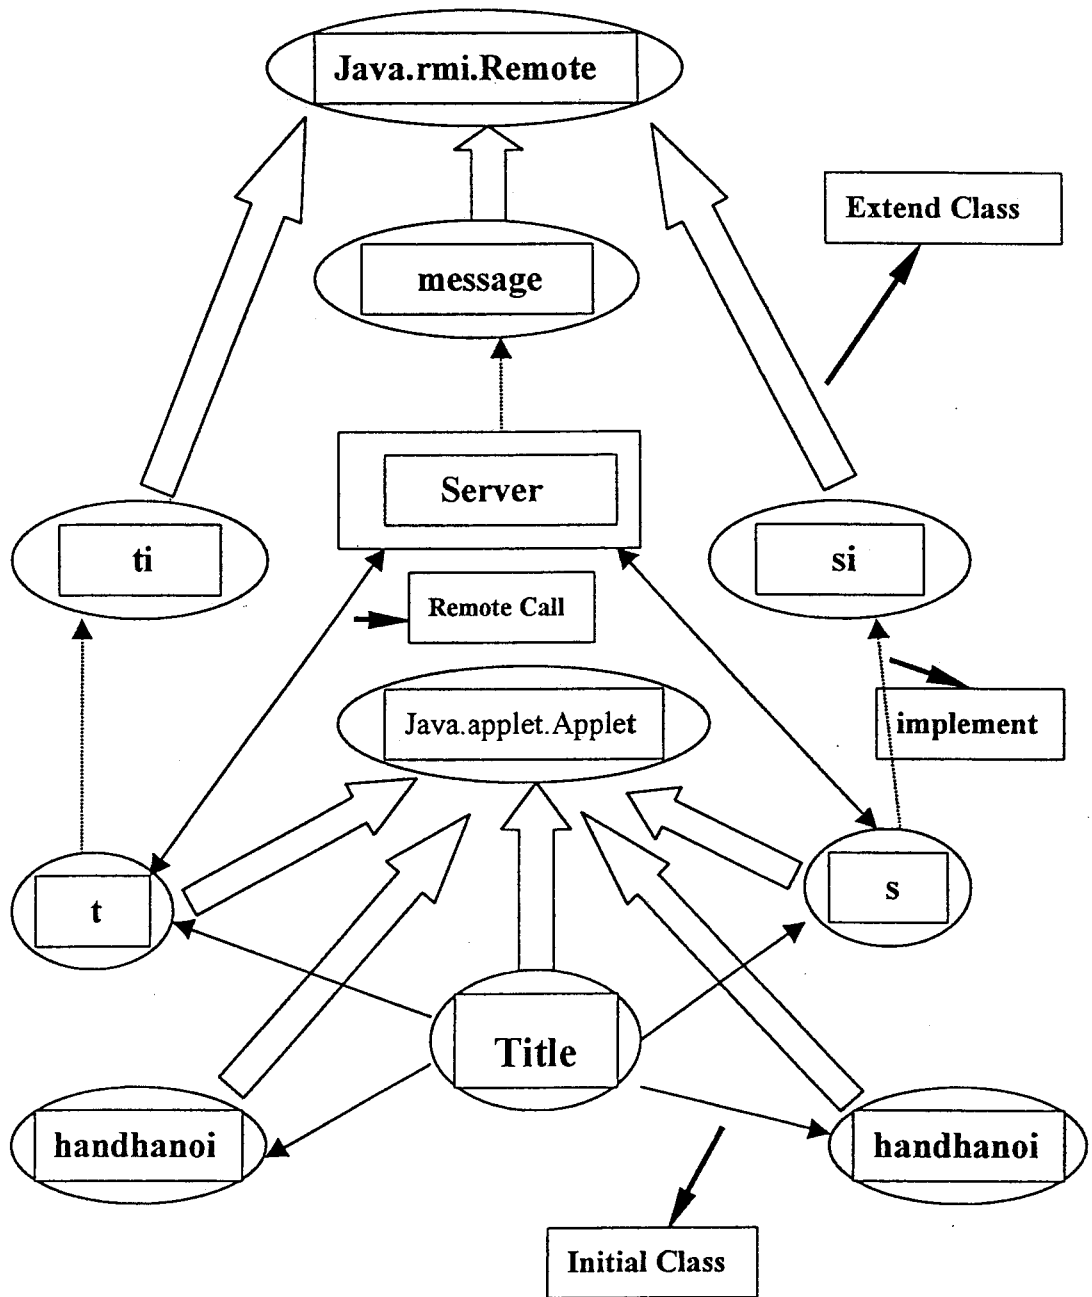 Java.rmi.Remote
Extend Class
message
Server
ti
si
Remote Call
Java.applet.Applet
implement
t
s
Title
handhanoi
handhanoi
Initial Class